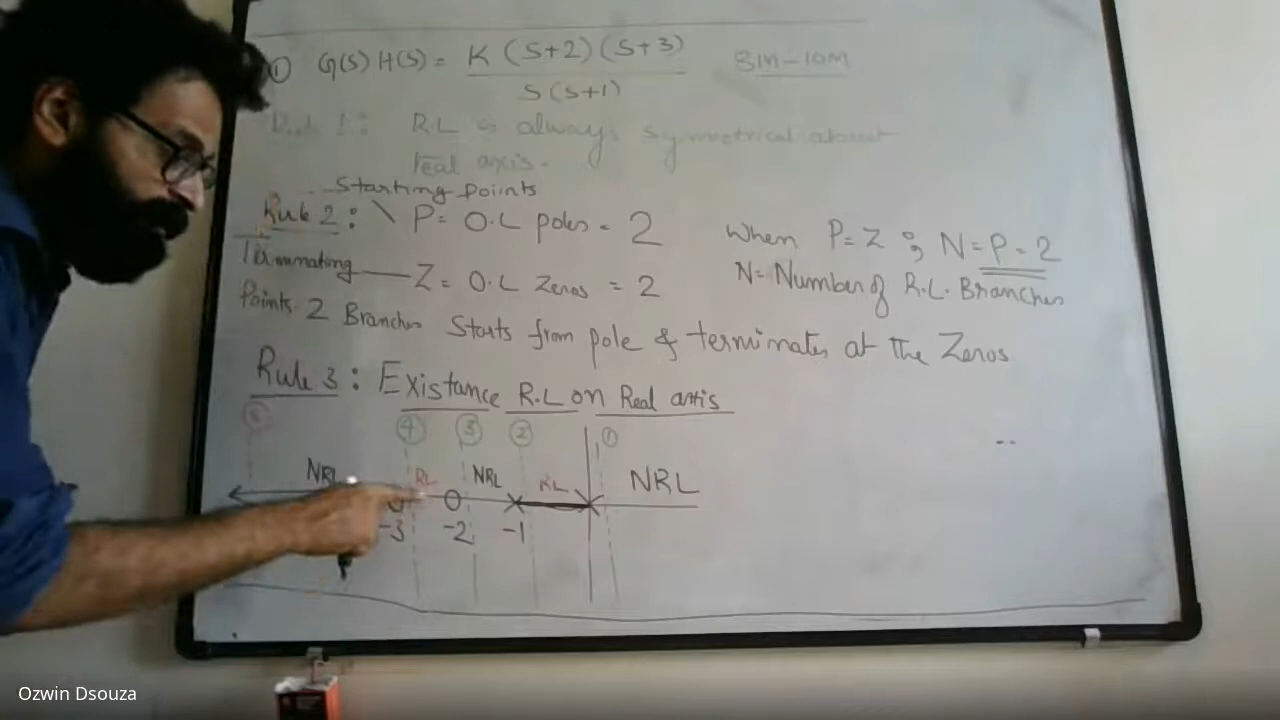 ① G(s) H(s) = K (S+2) (S+3) 8M-10M
S (S+1)
Rule 1: RL is always symmetrical about
real axis.
Starting Points
Rule 2: \ P= O.L poles = 2 When P=Z ; N=P=2
Terminating — Z = O.L Zeros = 2 N= Number of R.L. Branches
Points. 2 Branches Starts from pole & terminates at the Zeros
Rule 3: Existance R.L on Real axis
④ ③ ② ①
NRL RL NRL RL NRL
-3 -2 -1
Ozwin Dsouza